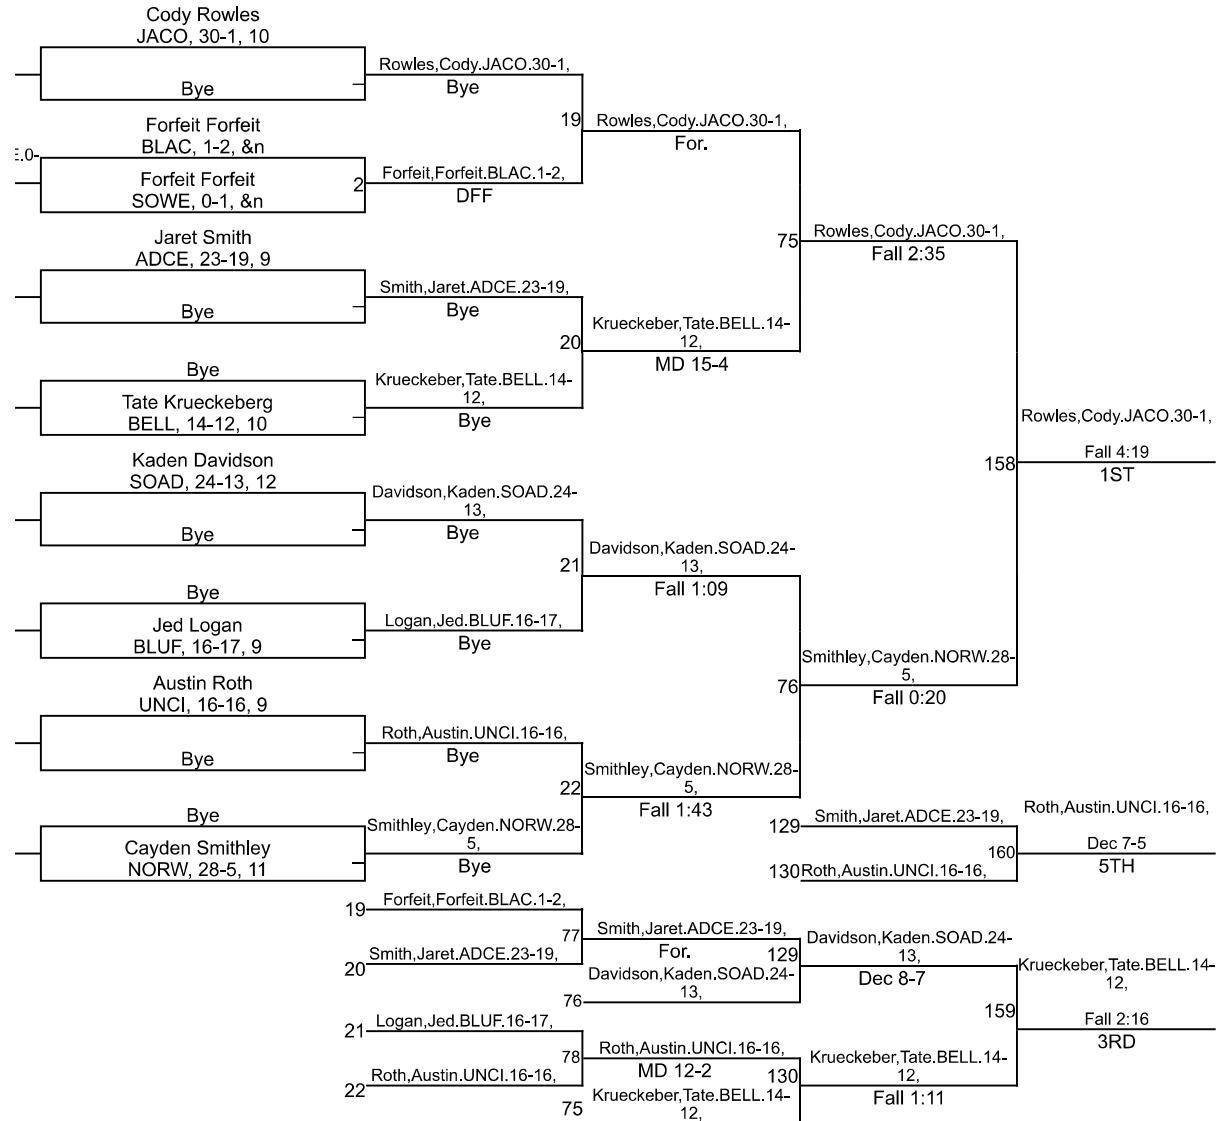 Cody Rowles
JACO, 30-1, 10
Rowles,Cody.JACO.30-1,
Bye
Bye
19
Rowles,Cody.JACO.30-1,
For.
Forfeit Forfeit
BLAC, 1-2, &n
E.0-
Forfeit Forfeit
SOWE, 0-1, &n
2
Forfeit,Forfeit.BLAC.1-2,
DFF
75
Rowles,Cody.JACO.30-1,
Fall 2:35
Jaret Smith
ADCE, 23-19, 9
Bye
Smith,Jaret.ADCE.23-19,
Bye
20
Krueckeber,Tate.BELL.14-
12,
MD 15-4
Bye
Tate Krueckeberg
BELL, 14-12, 10
Krueckeber,Tate.BELL.14-
12,
Bye
158
Rowles,Cody.JACO.30-1,
Fall 4:19
1ST
Kaden Davidson
SOAD, 24-13, 12
Bye
Davidson,Kaden.SOAD.24-
13,
Bye
21
Davidson,Kaden.SOAD.24-
13,
Fall 1:09
Bye
Jed Logan
BLUF, 16-17, 9
Logan,Jed.BLUF.16-17,
Bye
76
Smithley,Cayden.NORW.28-
5,
Fall 0:20
Austin Roth
UNCI, 16-16, 9
Bye
Roth,Austin.UNCI.16-16,
Bye
22
Smithley,Cayden.NORW.28-
5,
Fall 1:43
Bye
Cayden Smithley
NORW, 28-5, 11
Smithley,Cayden.NORW.28-
5,
Bye
129
Smith,Jaret.ADCE.23-19,
130
Roth,Austin.UNCI.16-16,
160
Roth,Austin.UNCI.16-16,
Dec 7-5
5TH
19
Forfeit,Forfeit.BLAC.1-2,
20
Smith,Jaret.ADCE.23-19,
77
Smith,Jaret.ADCE.23-19,
For.
76
Davidson,Kaden.SOAD.24-
13,
129
Davidson,Kaden.SOAD.24-
13,
Dec 8-7
159
Krueckeber,Tate.BELL.14-
12,
Fall 2:16
3RD
21
Logan,Jed.BLUF.16-17,
22
Roth,Austin.UNCI.16-16,
78
Roth,Austin.UNCI.16-16,
MD 12-2
75
Krueckeber,Tate.BELL.14-
12,
130
Krueckeber,Tate.BELL.14-
12,
Fall 1:11